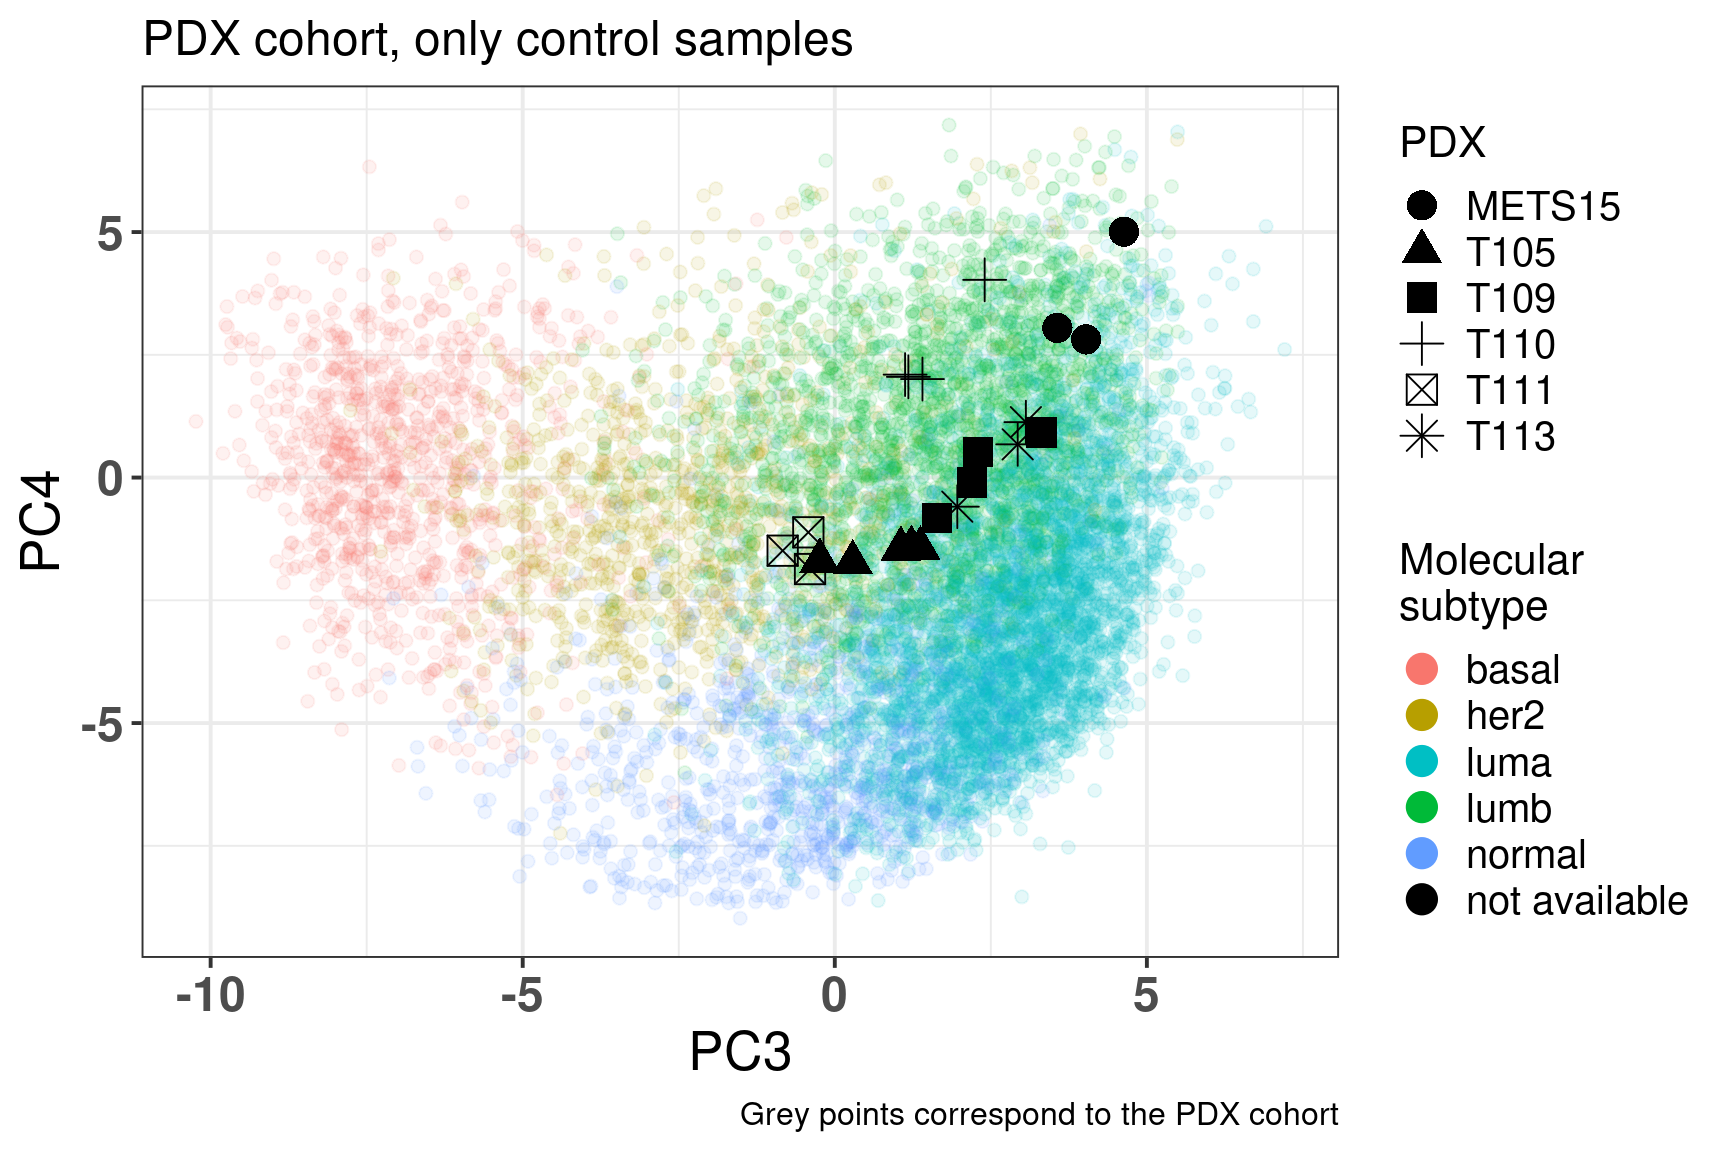 PDX cohort, only control samples
PC4
5
0
-5
-10
-5
0
5
PC3
Grey points correspond to the PDX cohort
PDX
METS15
T105
T109
T110
T111
T113
Molecular
subtype
basal
her2
luma
lumb
normal
not available